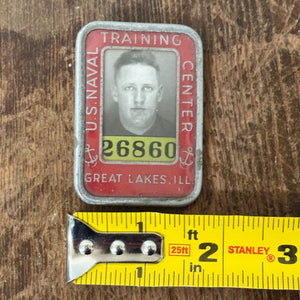 TRAINING
U.S. NAVAL
CENTER
26860
GREAT LAKES, ILL.
1 ft
25ft 2 STANLEY® 3
in